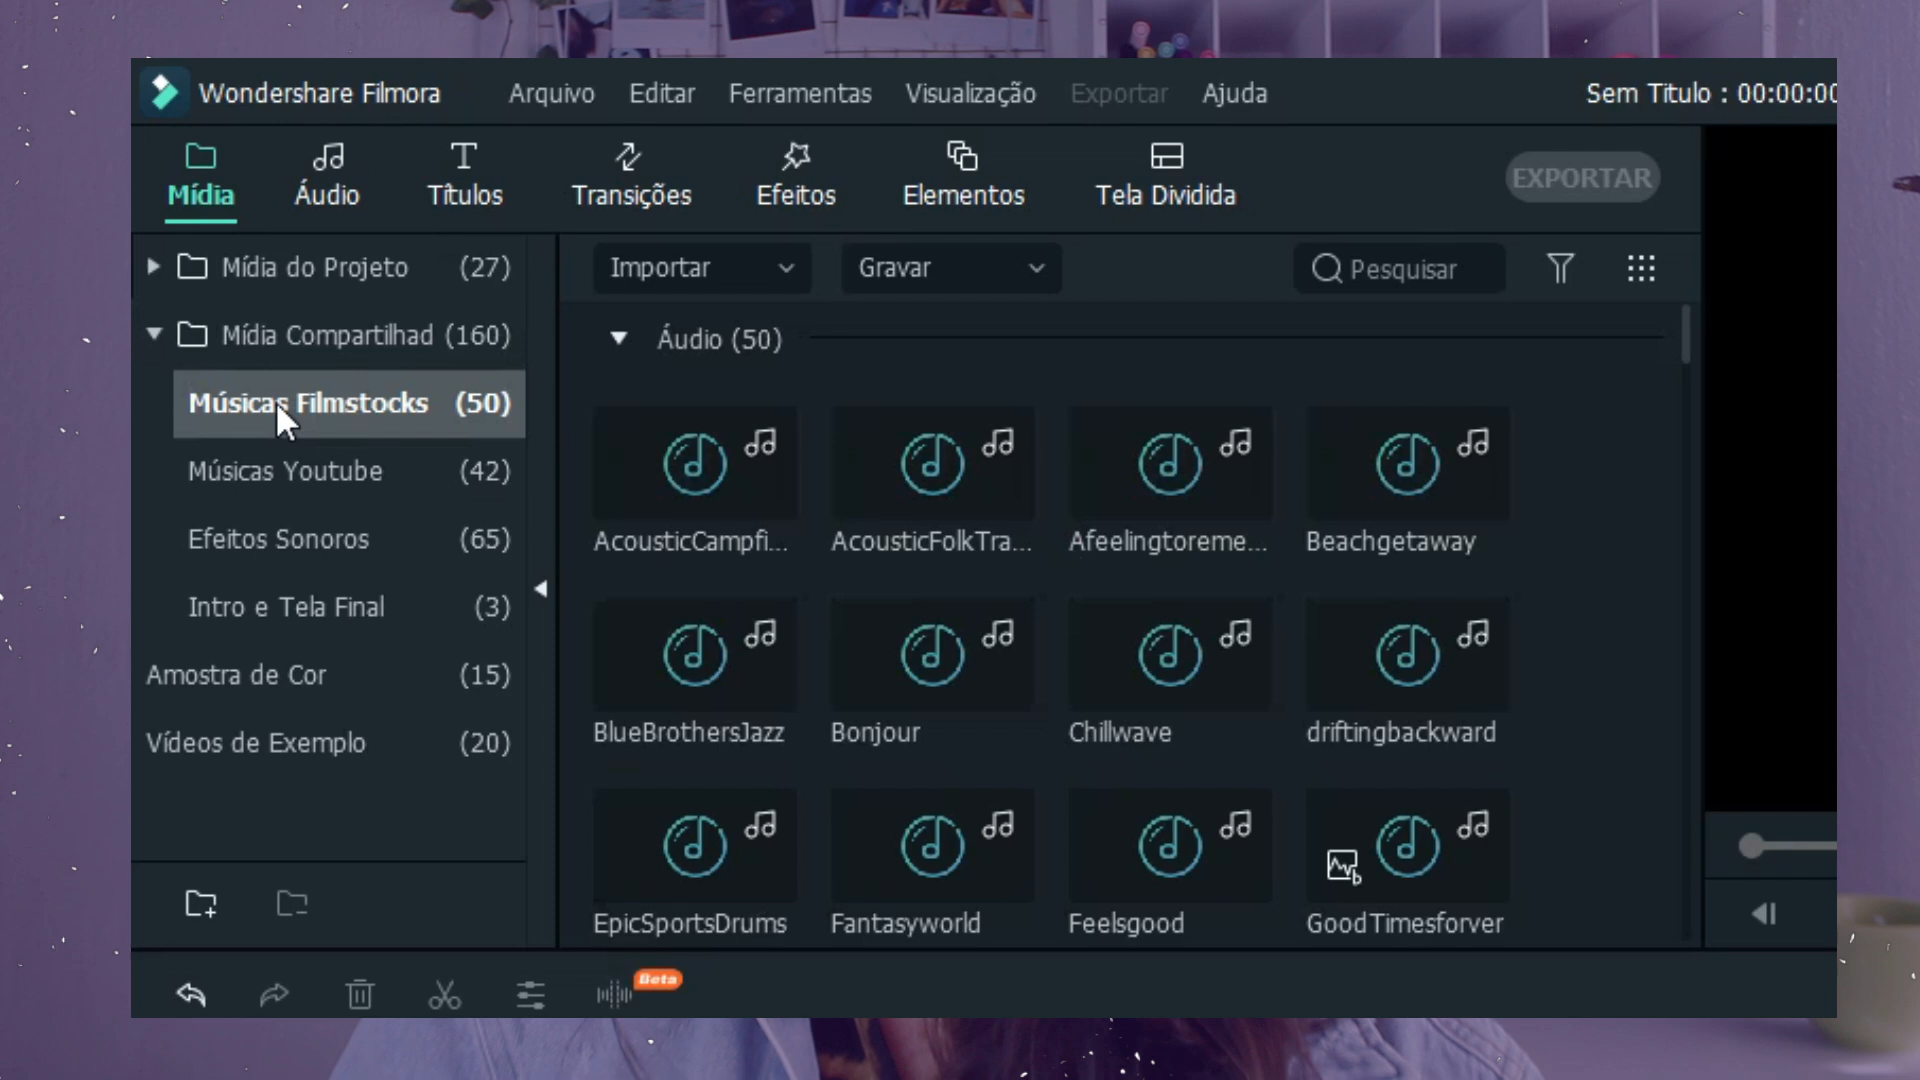 Wondershare Filmora
Arquivo Editar Ferramentas Visualização Exportar Ajuda
Sem Titulo : 00:00:00
Mídia Áudio Títulos Transições Efeitos Elementos Tela Dividida
EXPORTAR
Mídia do Projeto (27)
Mídia Compartilhad (160)
Músicas Filmstocks (50)
Músicas Youtube (42)
Efeitos Sonoros (65)
Intro e Tela Final (3)
Amostra de Cor (15)
Vídeos de Exemplo (20)
Importar Gravar Pesquisar
Áudio (50)
AcousticCampfi... AcousticFolkTra... Afeelingtoreme... Beachgetaway
BlueBrothersJazz Bonjour Chillwave driftingbackward
EpicSportsDrums Fantasyworld Feelsgood GoodTimesforver
Beta